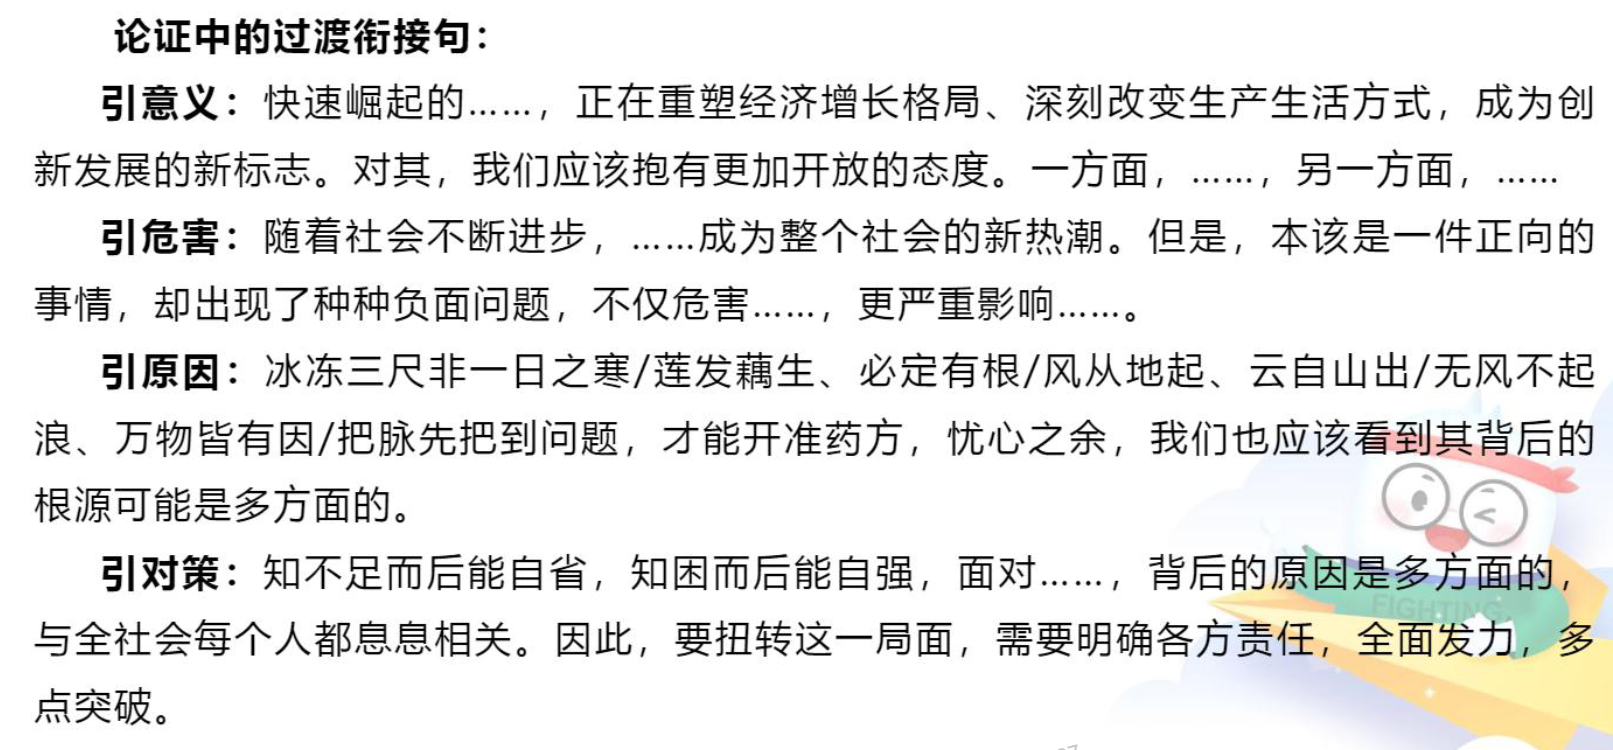 论证中的过渡衔接句：
引意义：快速崛起的……，正在重塑经济增长格局、深刻改变生产生活方式，成为创
新发展的新标志。对其，我们应该抱有更加开放的态度。一方面，……，另一方面，……
引危害：随着社会不断进步，……成为整个社会的新热潮。但是，本该是一件正向的
事情，却出现了种种负面问题，不仅危害……，更严重影响……。
引原因：冰冻三尺非一日之寒/莲发藕生、必定有根/风从地起、云自山出/无风不起
浪、万物皆有因/把脉先把到问题，才能开准药方，忧心之余，我们也应该看到其背后的
根源可能是多方面的。
引对策：知不足而后能自省，知困而后能自强，面对……，背后的原因是多方面的，
FIGHTING
与全社会每个人都息息相关。因此，要扭转这一局面，需要明确各方责任，全面发力，多
点突破。